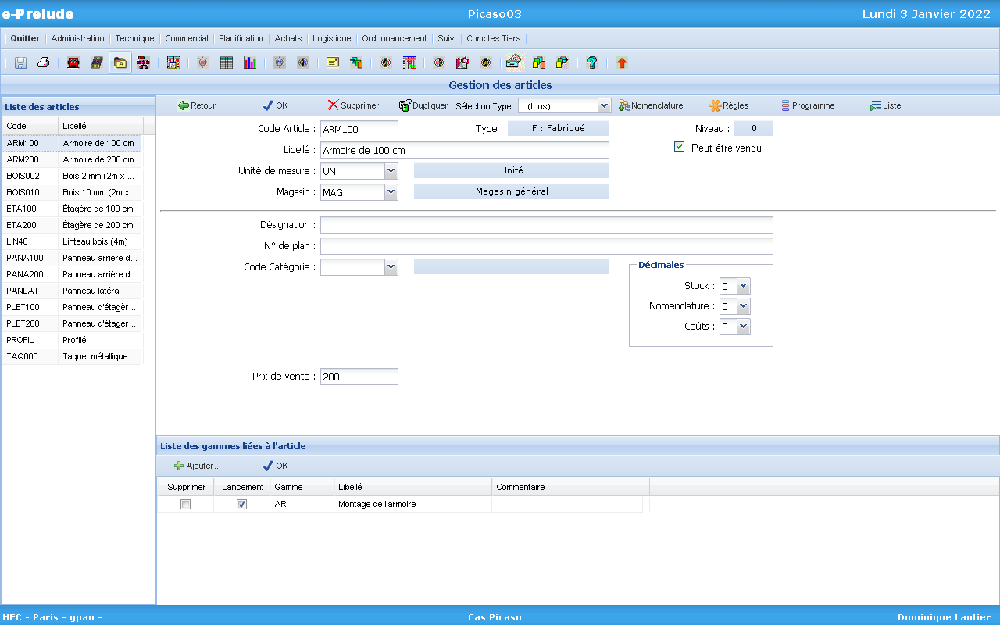 e-Prelude Picaso03 Lundi 3 Janvier 2022
Quitter Administration Technique Commercial Planification Achats Logistique Ordonnancement Suivi Comptes Tiers
Gestion des articles
Liste des articles
Code Libellé
ARM100 Armoire de 100 cm
ARM200 Armoire de 200 cm
BOIS002 Bois 2 mm (2m x ...
BOIS010 Bois 10 mm (2m x...
ETA100 Étagère de 100 cm
ETA200 Étagère de 200 cm
LIN40 Linteau bois (4m)
PANA100 Panneau arrière d...
PANA200 Panneau arrière d...
PANLAT Panneau latéral
PLET100 Panneau d'étagèr...
PLET200 Panneau d'étagèr...
PROFIL Profilé
TAQ000 Taquet métallique
Retour OK Supprimer Dupliquer Sélection Type : (tous) Nomenclature Règles Programme Liste
Code Article : ARM100 Type : F : Fabriqué Niveau : 0
Libellé : Armoire de 100 cm Peut être vendu
Unité de mesure : UN Unité
Magasin : MAG Magasin général
Désignation :
N° de plan :
Code Catégorie :
Décimales
Stock : 0
Nomenclature : 0
Coûts : 0
Prix de vente : 200
Liste des gammes liées à l'article
Ajouter... OK
Supprimer Lancement Gamme Libellé Commentaire
AR Montage de l'armoire
HEC - Paris - gpao - Cas Picaso Dominique Lautier